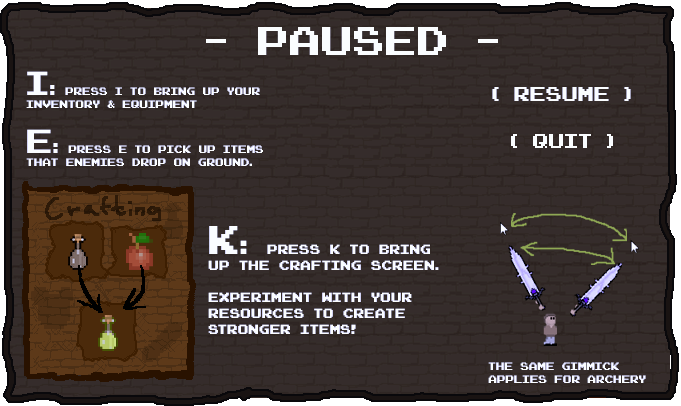 - PAUSED -
I: PRESS I TO BRING UP YOUR
INVENTORY & EQUIPMENT
( RESUME )
E: PRESS E TO PICK UP ITEMS
THAT ENEMIES DROP ON GROUND.
( QUIT )
Crafting
K: PRESS K TO BRING
UP THE CRAFTING SCREEN.
EXPERIMENT WITH YOUR
RESOURCES TO CREATE
STRONGER ITEMS!
THE SAME GIMMICK
APPLIES FOR ARCHERY